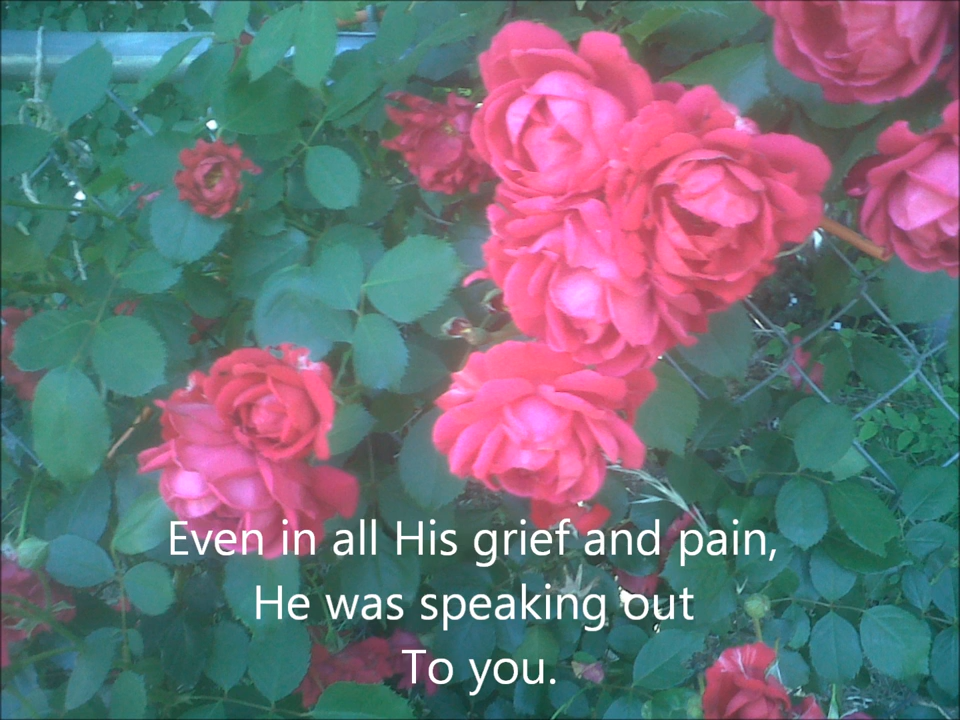 Even in all His grief and pain,
He was speaking out
To you.